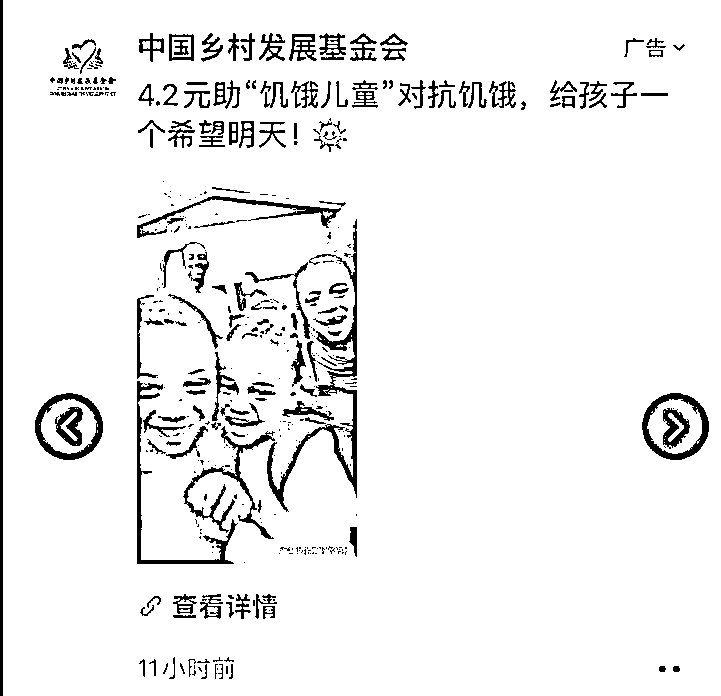 中国乡村发展基金会
广告
4.2元助“饥饿儿童”对抗饥饿，给孩子一
个希望明天！
查看详情
11小时前